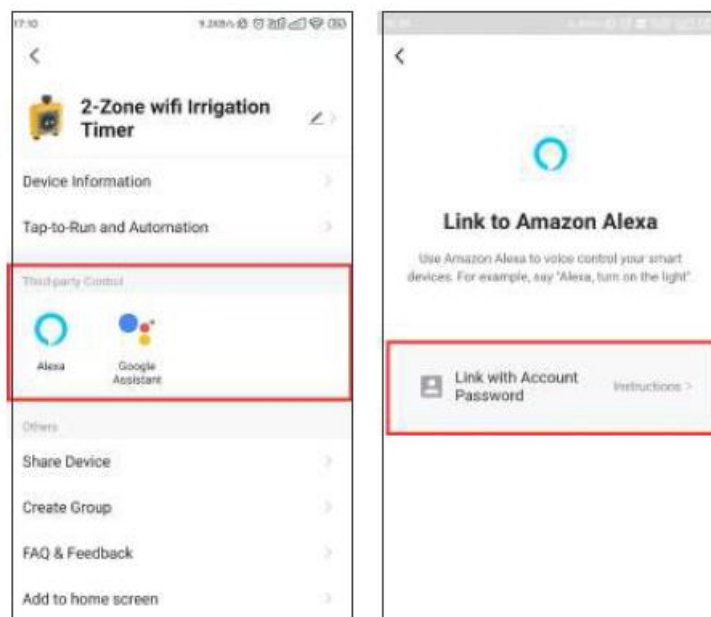 17:10
2-Zone wifi Irrigation
Timer
Device Information
Tap-to-Run and Automation
Third-party Control
Alexa
Google
Assistant
Others
Share Device
Create Group
FAQ & Feedback
Add to home screen
Link to Amazon Alexa
Use Amazon Alexa to voice control your smart
devices. For example, say "Alexa, turn on the light".
Link with Account
Password
Instructions >